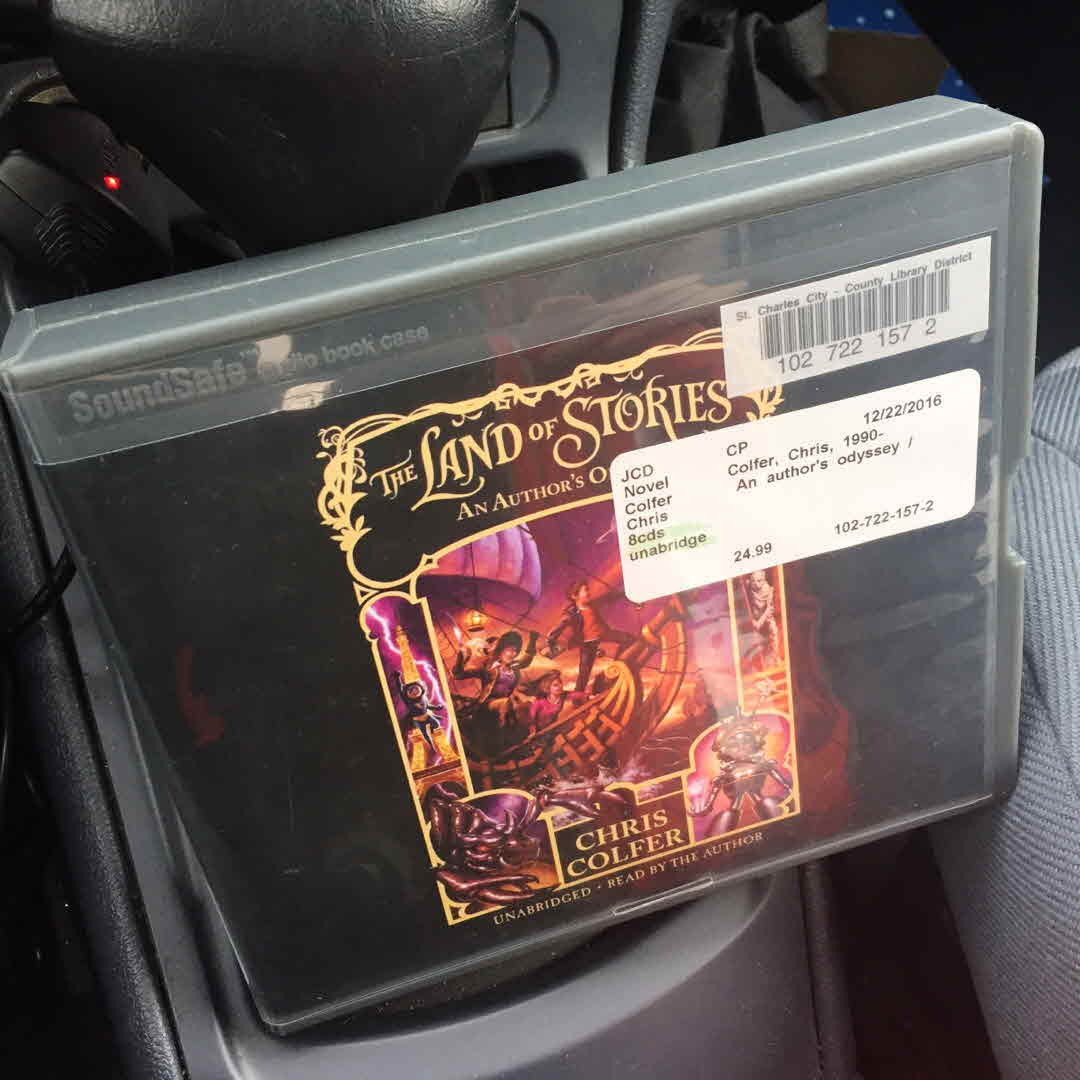 SoundSafe™ audio book case
St. Charles City - County Library District
102 722 157 2
THE LAND OF STORIES
AN AUTHOR'S O
12/22/2016
JCD CP
Novel Colfer, Chris, 1990-
Colfer An author's odyssey /
Chris
8cds
unabridge 24.99 102-722-157-2
CHRIS
COLFER
UNABRIDGED · READ BY THE AUTHOR